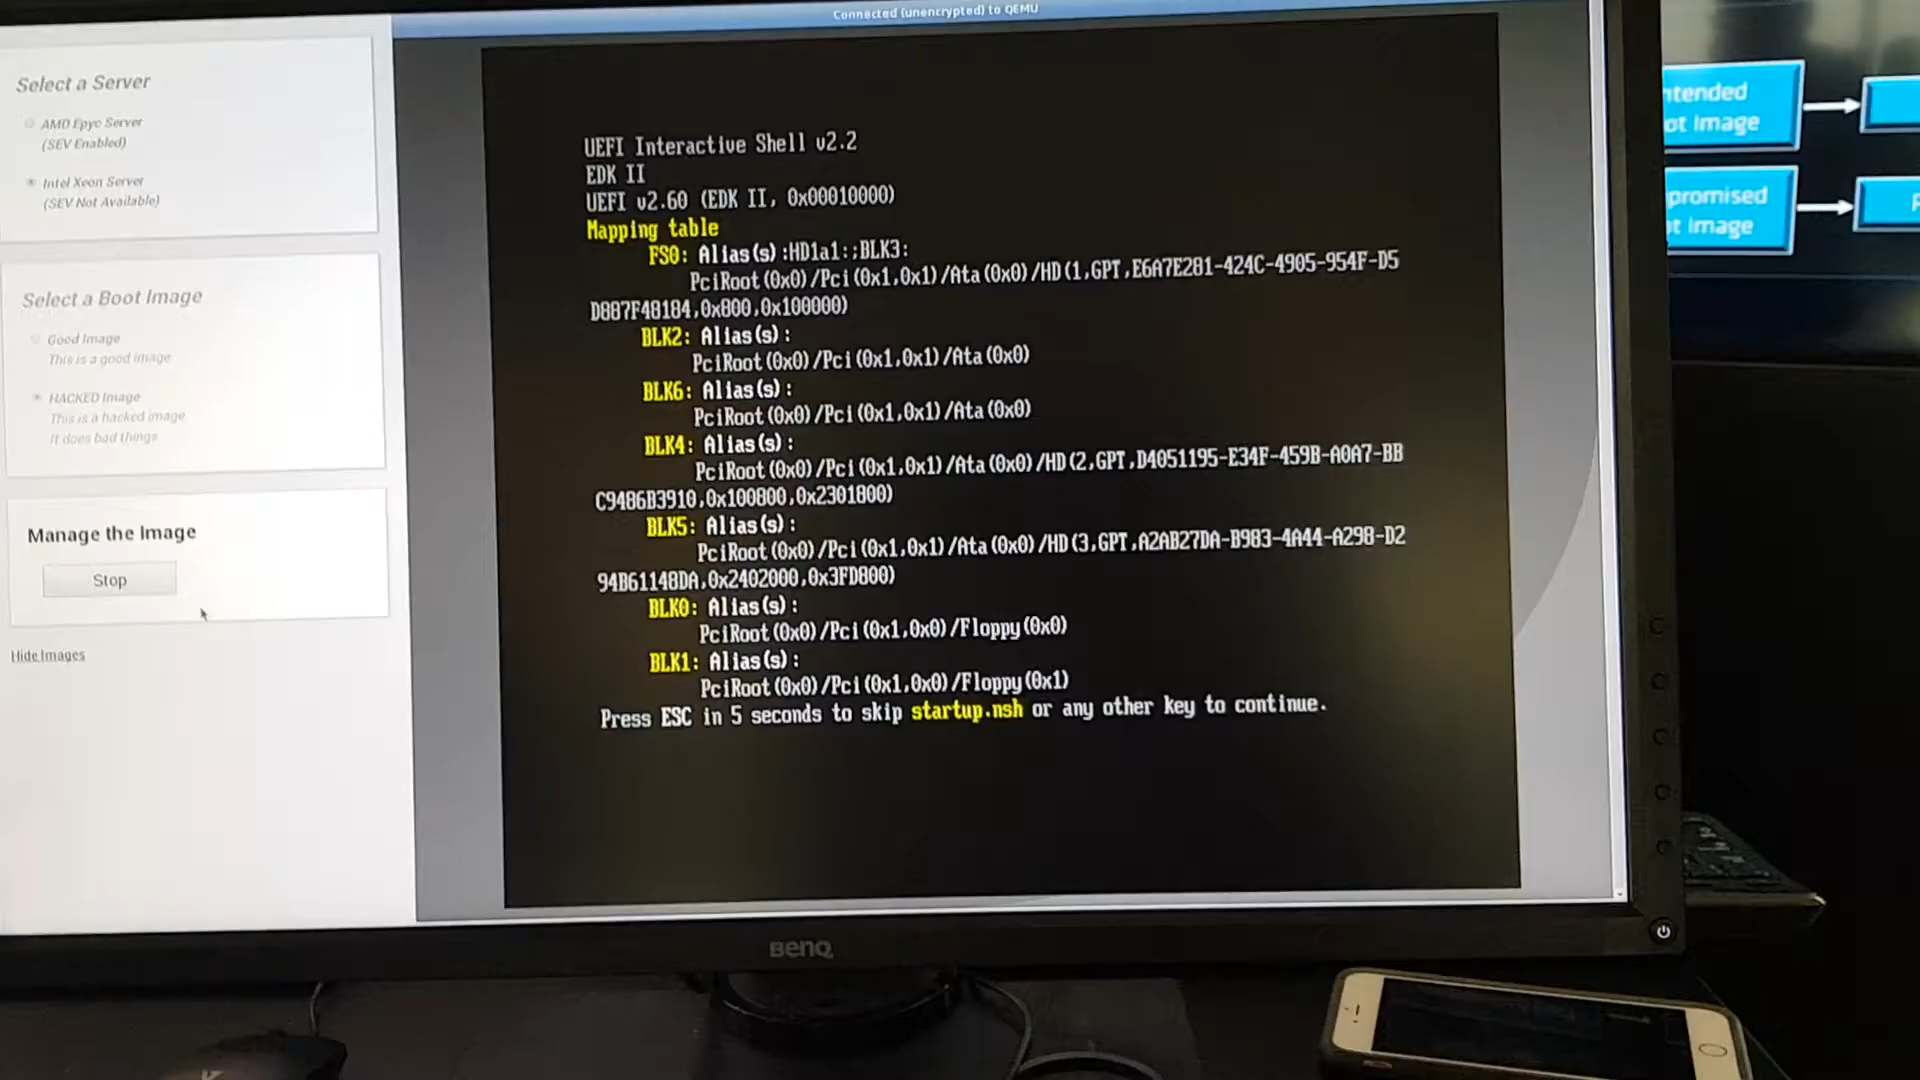 Connected (unencrypted) to QEMU
Select a Server
AMD Epyc Server
(SEV Enabled)
Intel Xeon Server
(SEV Not Available)
Select a Boot Image
Good Image
This is a good image
HACKED Image
This is a hacked image
It does bad things
Manage the Image
Stop
Hide Images
UEFI Interactive Shell v2.2
EDK II
UEFI v2.60 (EDK II, 0x00010000)
Mapping table
FS0: Alias(s):HD1a1:;BLK3:
PciRoot(0x0)/Pci(0x1,0x1)/Ata(0x0)/HD(1,GPT,E6A7E281-424C-4905-954F-D5
D887F48184,0x800,0x100000)
BLK2: Alias(s):
PciRoot(0x0)/Pci(0x1,0x1)/Ata(0x0)
BLK6: Alias(s):
PciRoot(0x0)/Pci(0x1,0x1)/Ata(0x0)
BLK4: Alias(s):
PciRoot(0x0)/Pci(0x1,0x1)/Ata(0x0)/HD(2,GPT,D4051195-E34F-459B-A0A7-BB
C9486B3910,0x100800,0x2301800)
BLK5: Alias(s):
PciRoot(0x0)/Pci(0x1,0x1)/Ata(0x0)/HD(3,GPT,A2AB27DA-B983-4A44-A298-D2
94B61148DA,0x2402000,0x3FD800)
BLK0: Alias(s):
PciRoot(0x0)/Pci(0x1,0x0)/Floppy(0x0)
BLK1: Alias(s):
PciRoot(0x0)/Pci(0x1,0x0)/Floppy(0x1)
Press ESC in 5 seconds to skip startup.nsh or any other key to continue.
BenQ
ntended
ot Image
promised
ot Image